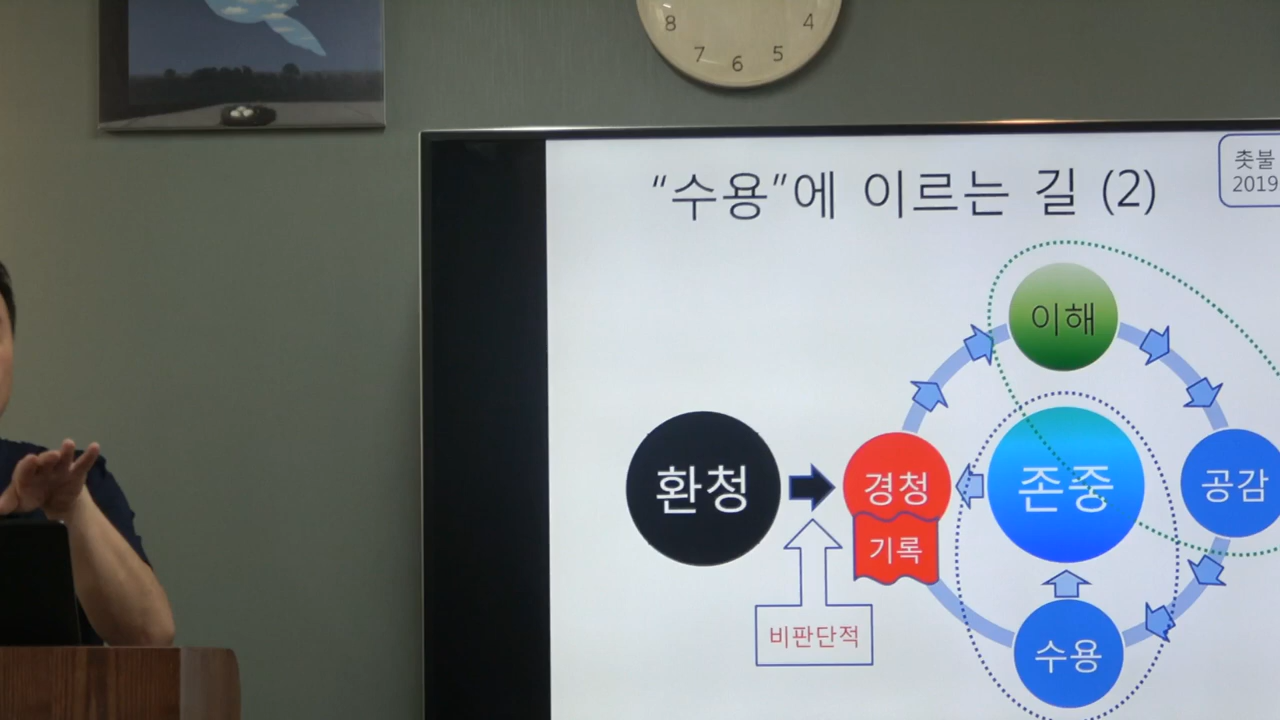 8
7
6
5
4
"수용"에 이르는 길 (2)
촛불
2019
이해
환청
경청
존중
공감
기록
비판단적
수용